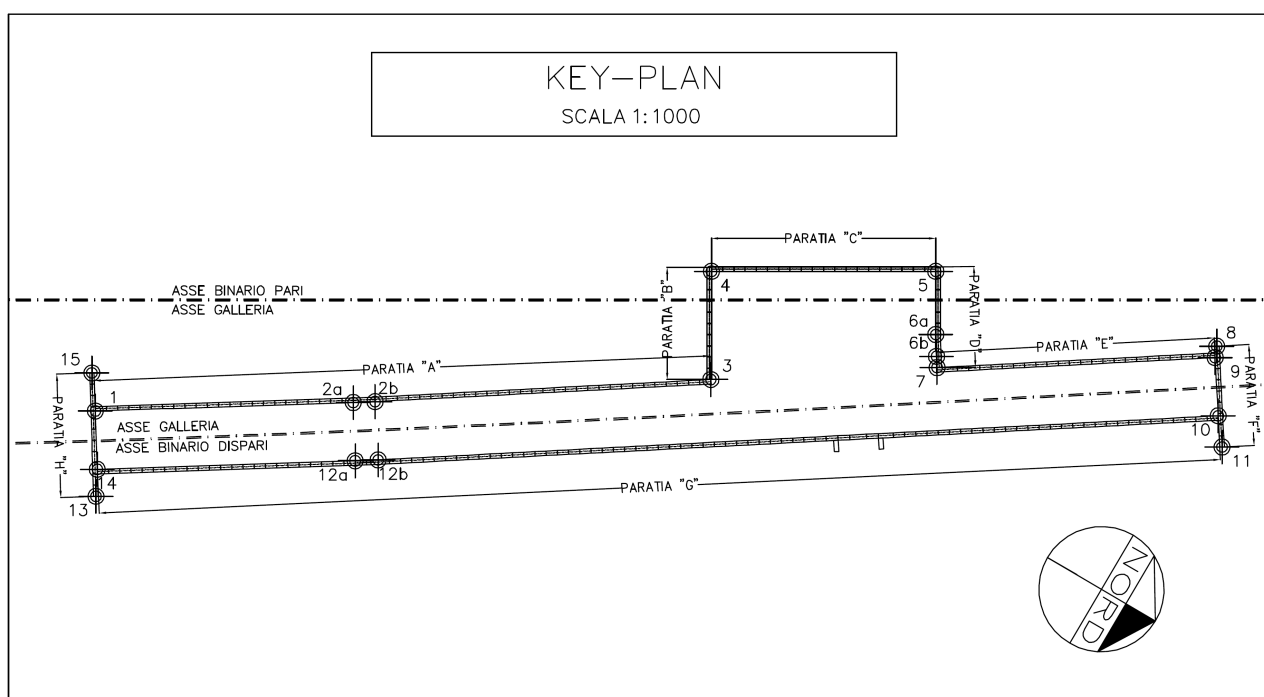 KEY-PLAN
SCALA 1:1000
PARATIA "C"
ASSE BINARIO PARI
ASSE GALLERIA
PARATIA "B"
4
5
PARATIA "D"
6a
6b
7
PARATIA "E"
8
9
15
PARATIA "A"
3
1
2a
2b
PARATIA "H"
ASSE GALLERIA
ASSE BINARIO DISPARI
PARATIA "F"
10
11
4
13
12a
12b
PARATIA "G"
NORD